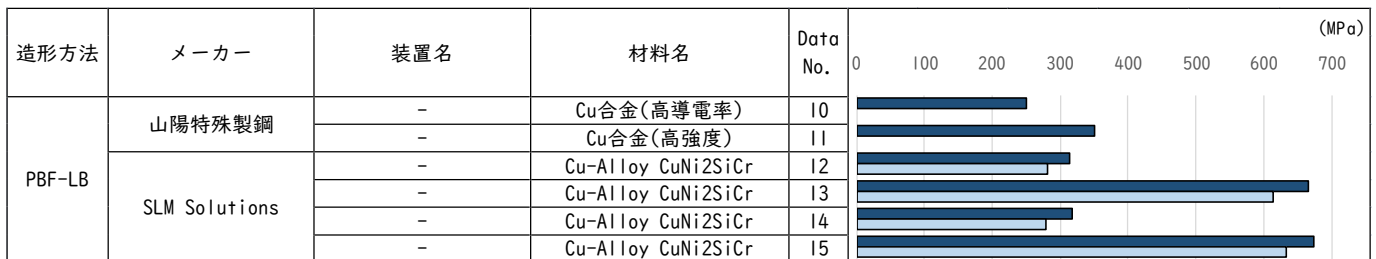 (MPa)
造形方法 メーカー 装置名 材料名 Data No. 0 100 200 300 400 500 600 700
PBF-LB
山陽特殊製鋼 - Cu合金(高導電率) 10
- Cu合金(高強度) 11
SLM Solutions - Cu-Alloy CuNi2SiCr 12
- Cu-Alloy CuNi2SiCr 13
- Cu-Alloy CuNi2SiCr 14
- Cu-Alloy CuNi2SiCr 15